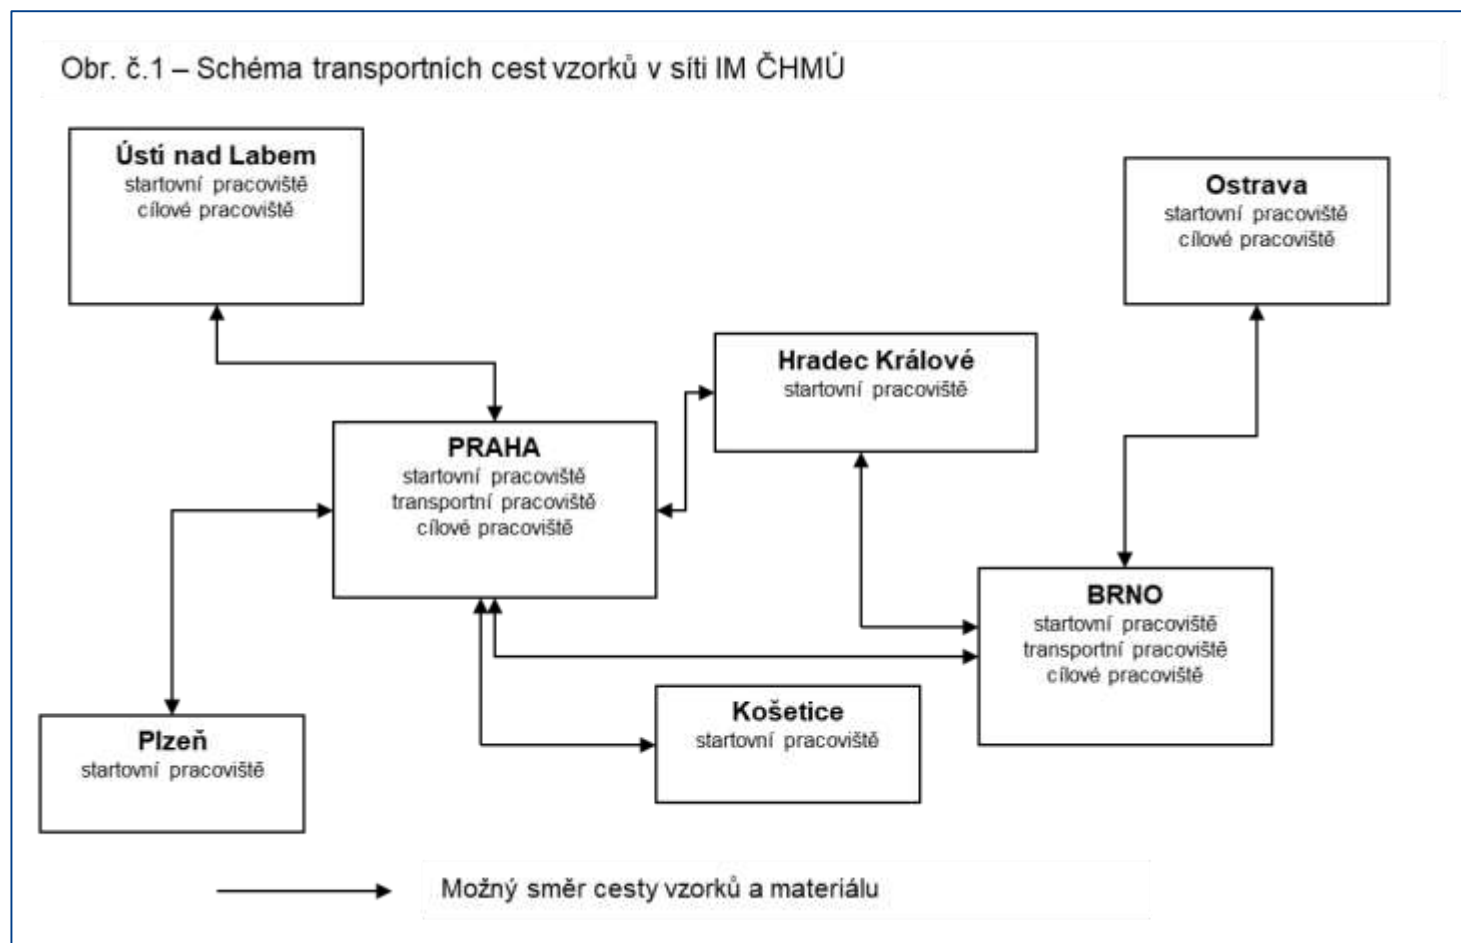 Obr. č.1 – Schéma transportních cest vzorků v síti IM ČHMÚ
Ústí nad Labem
startovní pracoviště
cílové pracoviště
Ostrava
startovní pracoviště
cílové pracoviště
Hradec Králové
startovní pracoviště
PRAHA
startovní pracoviště
transportní pracoviště
cílové pracoviště
BRNO
startovní pracoviště
transportní pracoviště
cílové pracoviště
Košetice
startovní pracoviště
Plzeň
startovní pracoviště
Možný směr cesty vzorků a materiálu